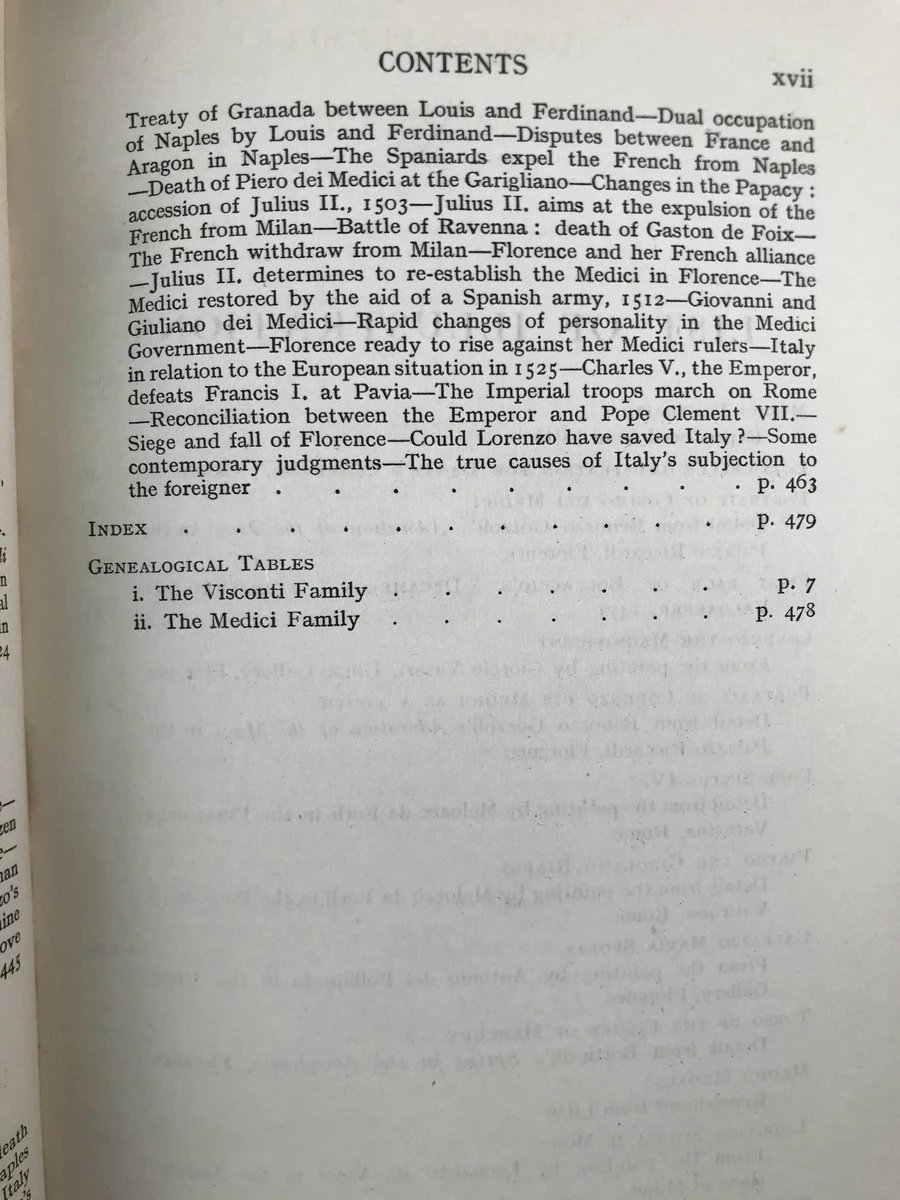 CONTENTS
xvii
Treaty of Granada between Louis and Ferdinand—Dual occupation
of Naples by Louis and Ferdinand—Disputes between France and
Aragon in Naples—The Spaniards expel the French from Naples
—Death of Piero dei Medici at the Garigliano—Changes in the Papacy :
accession of Julius II., 1503—Julius II. aims at the expulsion of the
French from Milan—Battle of Ravenna : death of Gaston de Foix—
The French withdraw from Milan—Florence and her French alliance
—Julius II. determines to re-establish the Medici in Florence—The
Medici restored by the aid of a Spanish army, 1512—Giovanni and
Giuliano dei Medici—Rapid changes of personality in the Medici
Government—Florence ready to rise against her Medici rulers—Italy
in relation to the European situation in 1525—Charles V., the Emperor,
defeats Francis I. at Pavia—The Imperial troops march on Rome
—Reconciliation between the Emperor and Pope Clement VII.—
Siege and fall of Florence—Could Lorenzo have saved Italy ?—Some
contemporary judgments—The true causes of Italy's subjection to
the foreigner . . . . . . . . . p. 463
INDEX . . . . . . . . . . . p. 479
GENEALOGICAL TABLES
i. The Visconti Family . . . . . . p. 7
ii. The Medici Family . . . . . . p. 478
24
445
Italy